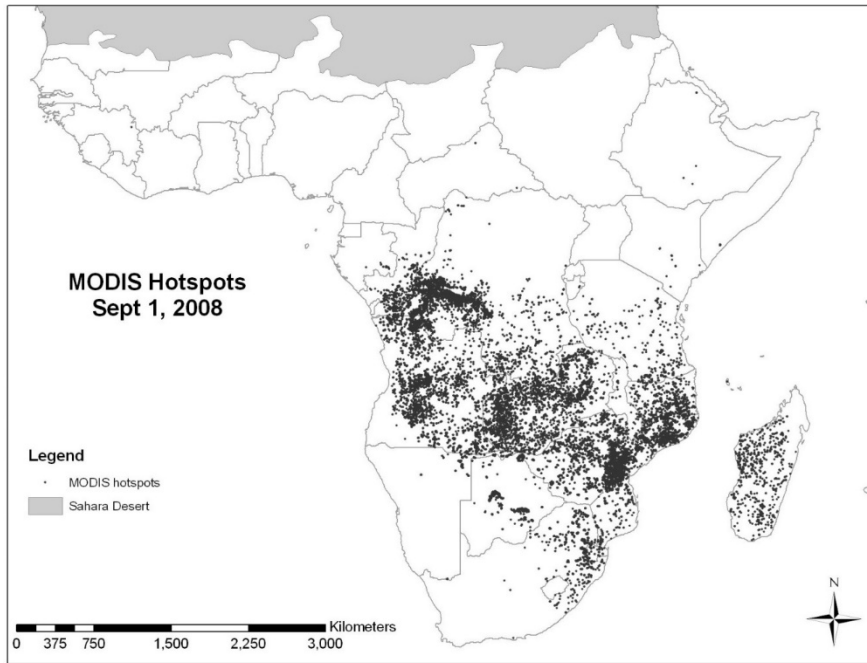 MODIS Hotspots
Sept 1, 2008
Legend
MODIS hotspots
Sahara Desert
N
Kilometers
0 375 750 1,500 2,250 3,000